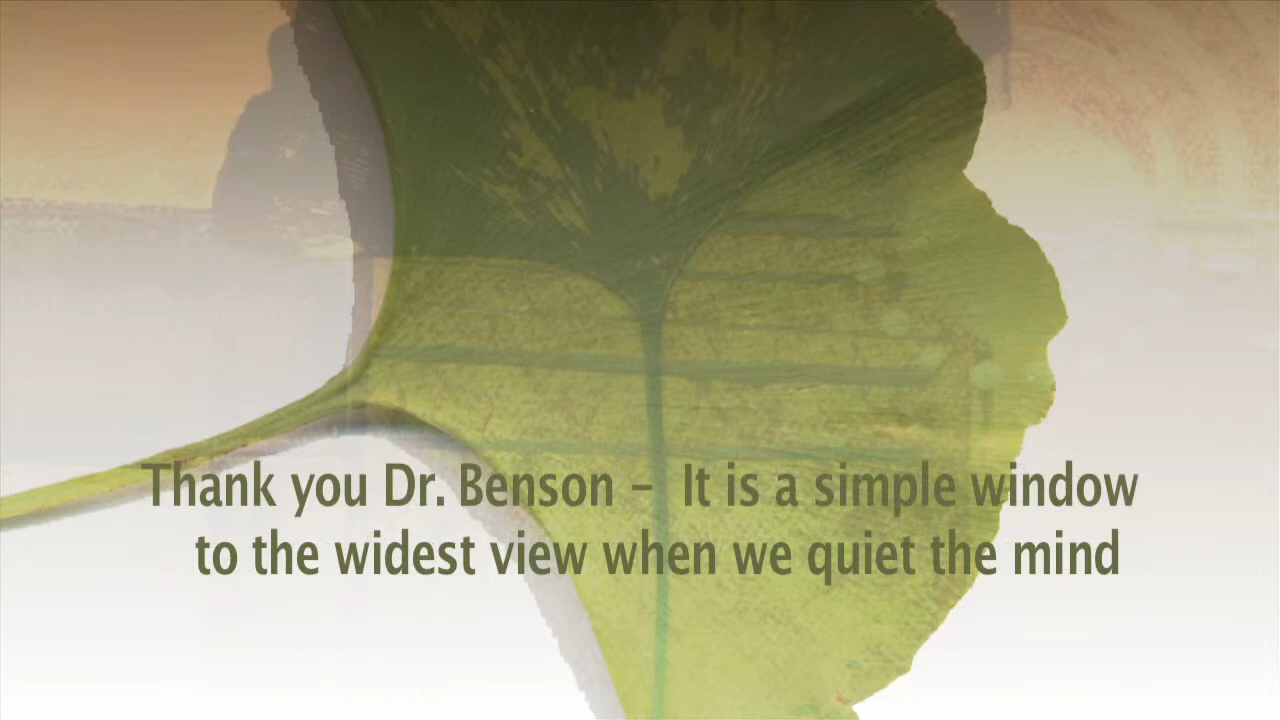 Thank you Dr. Benson – It is a simple window
to the widest view when we quiet the mind